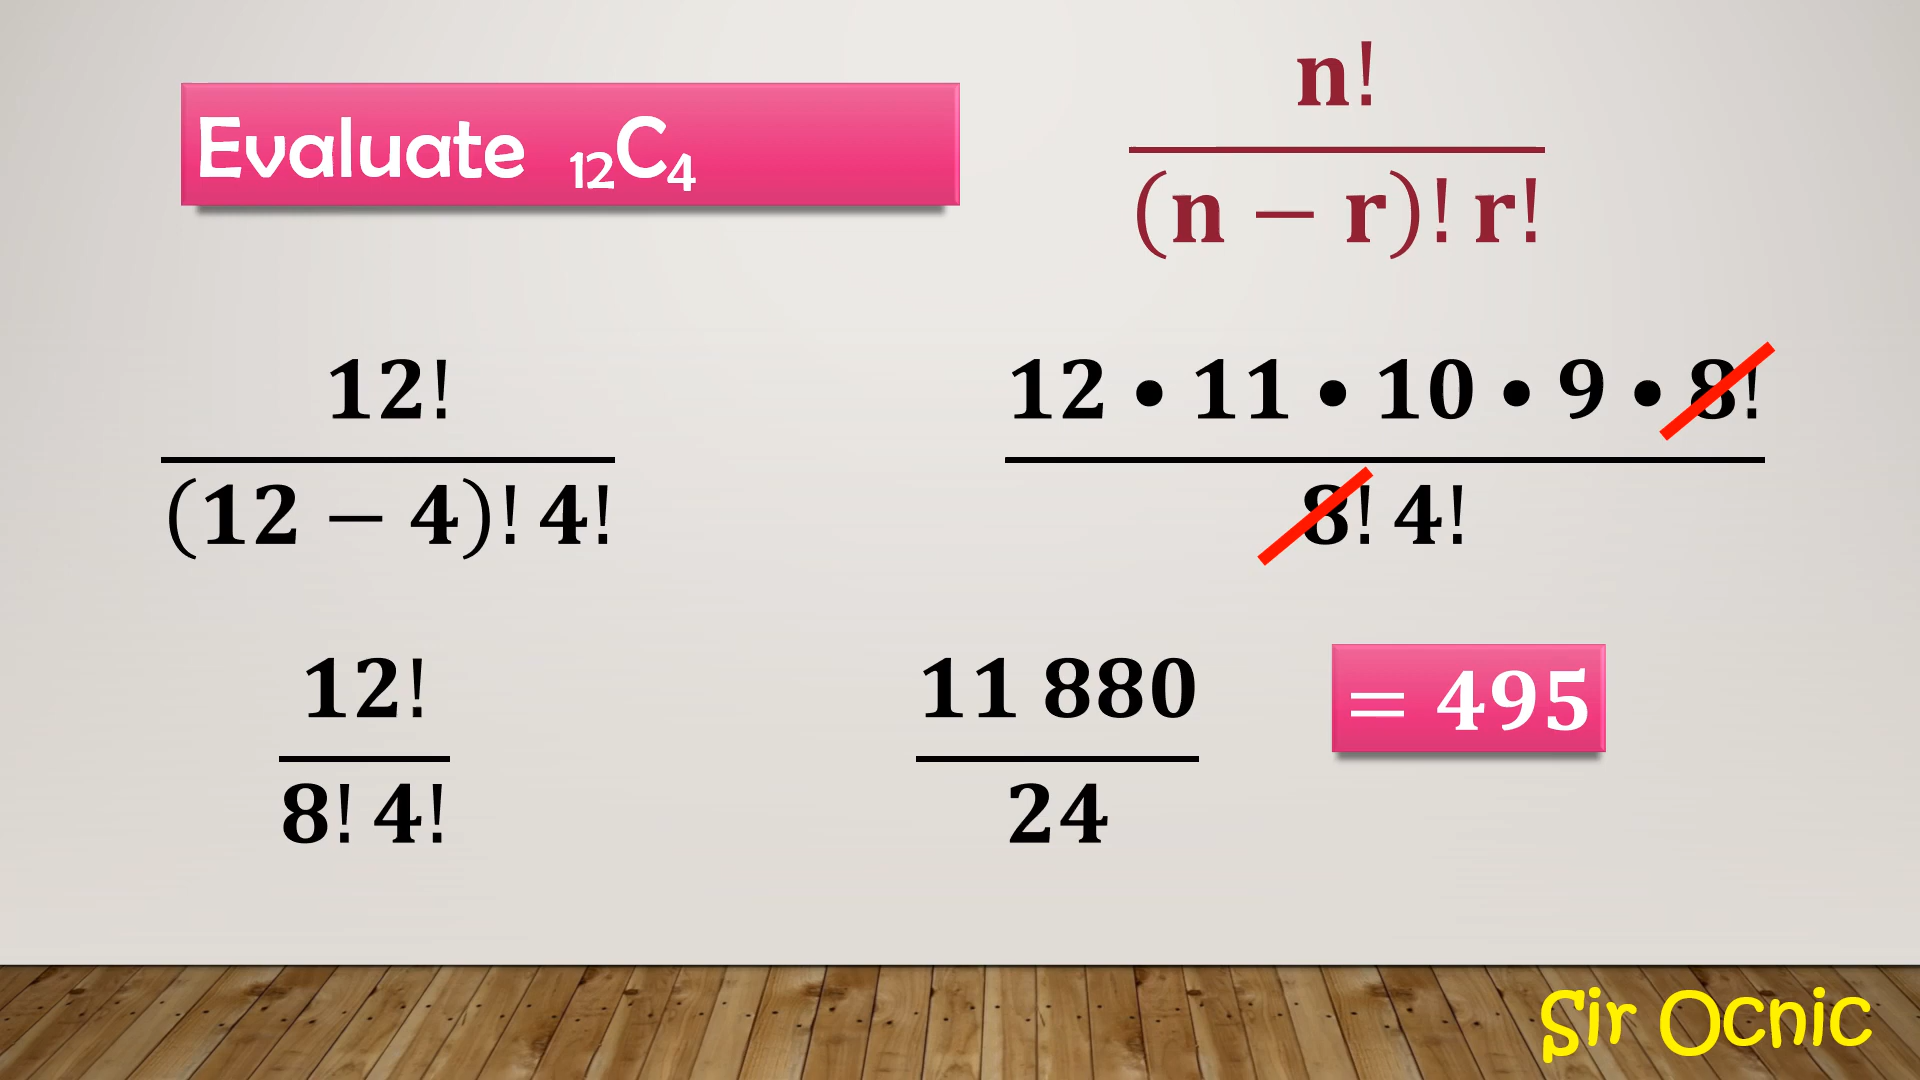 Evaluate ₁₂C₄
n!
(n − r)! r!
12!
(12 − 4)! 4!
12 • 11 • 10 • 9 • 8!
8! 4!
12!
8! 4!
11 880
24
= 495
Sir Ocnic